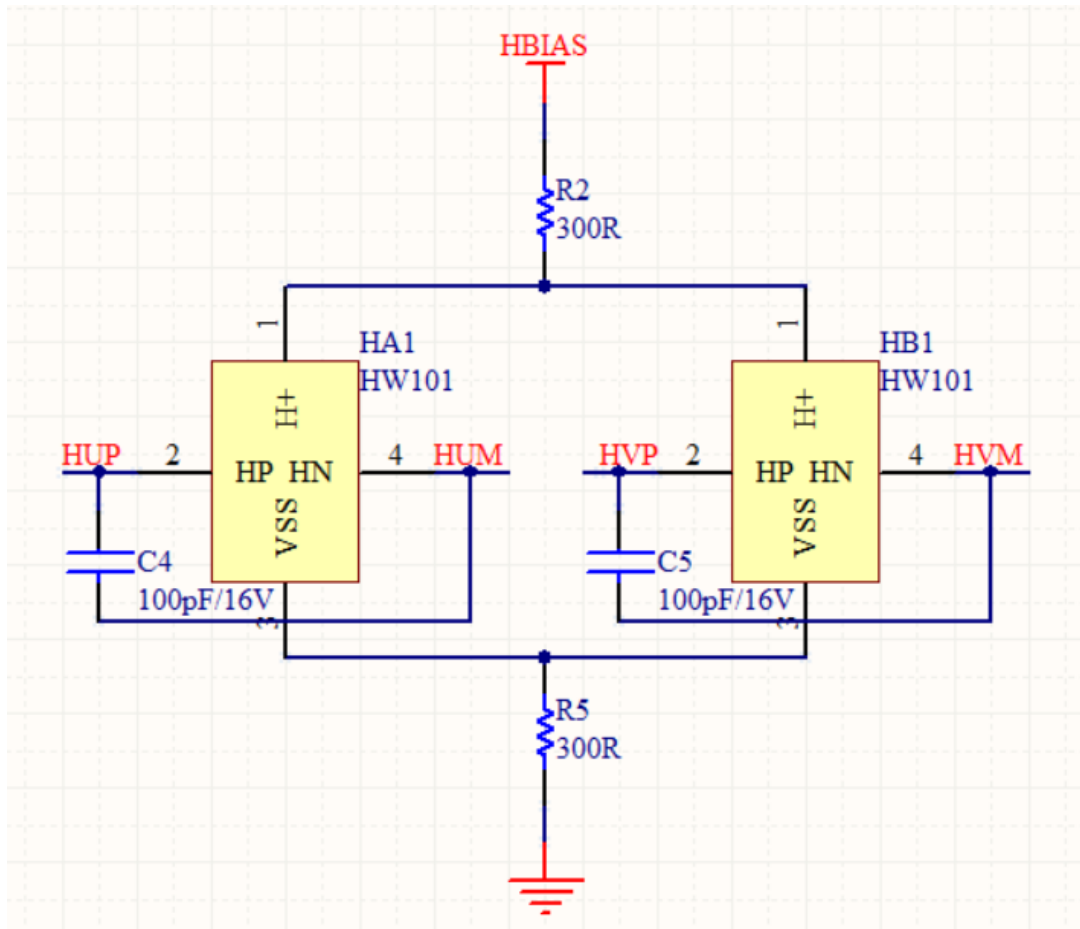 HBIAS
R2
300R
1
HA1
HW101
H+
HUP
2
HP HN
4
HUM
VSS
C4
100pF/16V
3
1
HB1
HW101
H+
HVP
2
HP HN
4
HVM
VSS
C5
100pF/16V
3
R5
300R